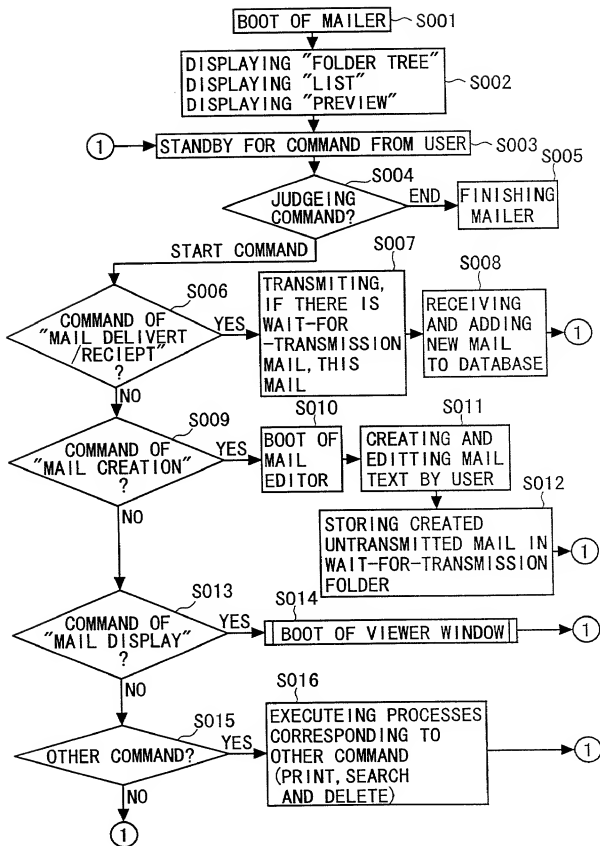 BOOT OF MAILER
S001
DISPLAYING "FOLDER TREE"
DISPLAYING "LIST"
DISPLAYING "PREVIEW"
S002
1
STANDBY FOR COMMAND FROM USER
S003
S004
JUDGEING
COMMAND?
END
S005
FINISHING
MAILER
START COMMAND
S006
COMMAND OF
"MAIL DELIVERT
/RECIEPT"
?
YES
NO
S007
TRANSMITING,
IF THERE IS
WAIT-FOR
-TRANSMISSION
MAIL, THIS
MAIL
S008
RECEIVING
AND ADDING
NEW MAIL
TO DATABASE
1
S009
COMMAND OF
"MAIL CREATION"
?
YES
NO
S010
BOOT OF
MAIL
EDITOR
S011
CREATING AND
EDITTING MAIL
TEXT BY USER
S012
STORING CREATED
UNTRANSMITTED MAIL IN
WAIT-FOR-TRANSMISSION
FOLDER
1
S013
COMMAND OF
"MAIL DISPLAY"
?
YES
NO
S014
BOOT OF VIEWER WINDOW
1
S015
OTHER COMMAND?
YES
NO
S016
EXECUTEING PROCESSES
CORRESPONDING TO
OTHER COMMAND
(PRINT, SEARCH
AND DELETE)
1
1